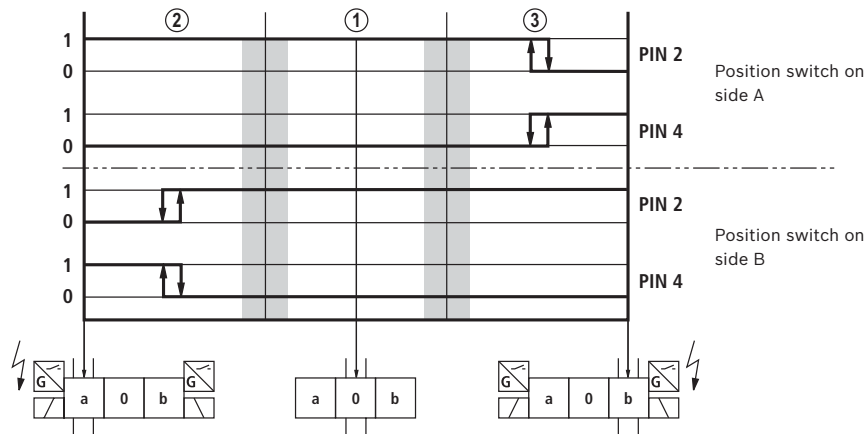 ② ① ③
1
0
PIN 2
Position switch on
side A
1
0
PIN 4
1
0
PIN 2
Position switch on
side B
1
0
PIN 4
G a 0 b G
a 0 b
G a 0 b G